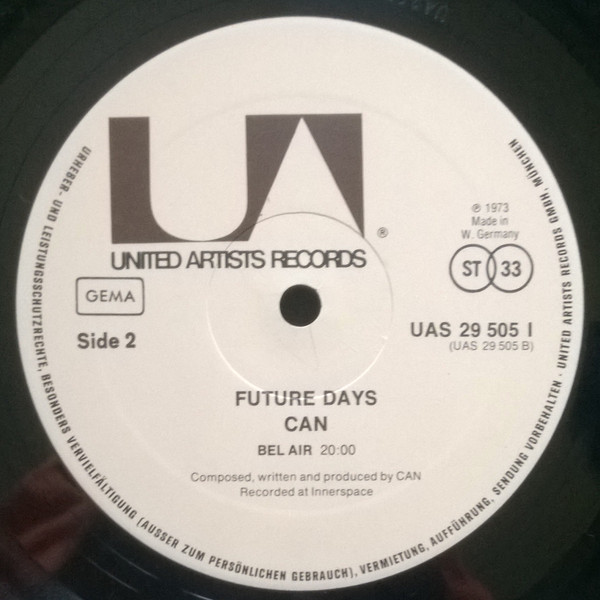 UA
®
UNITED ARTISTS RECORDS
℗ 1973
Made in
W. Germany
GEMA
ST 33
Side 2
UAS 29 505 I
(UAS 29 505 B)
FUTURE DAYS
CAN
BEL AIR 20:00
Composed, written and produced by CAN
Recorded at Innerspace
URHEBER- UND LEISTUNGSSCHUTZRECHTE, BESONDERS VERVIELFÄLTIGUNG (AUSSER ZUM PERSÖNLICHEN GEBRAUCH), VERMIETUNG, AUFFÜHRUNG, SENDUNG VORBEHALTEN · UNITED ARTISTS RECORDS GMBH, MÜNCHEN